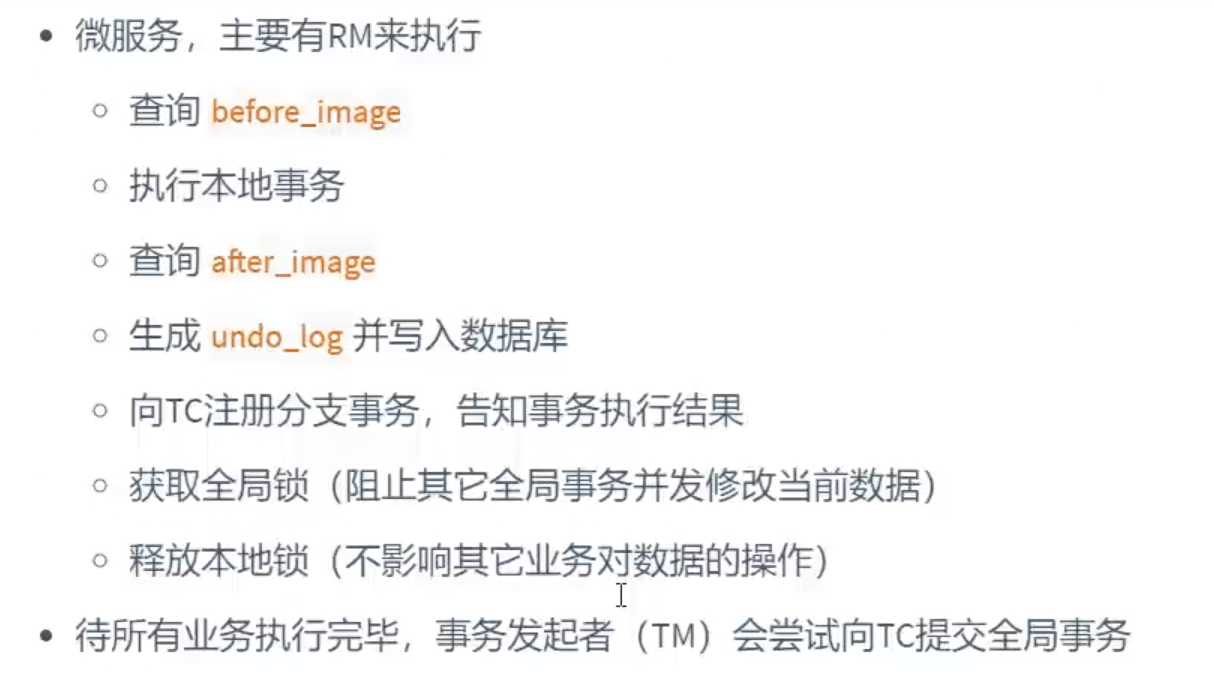 微服务，主要有RM来执行
查询 before_image
执行本地事务
查询 after_image
生成 undo_log 并写入数据库
向TC注册分支事务，告知事务执行结果
获取全局锁（阻止其它全局事务并发修改当前数据）
释放本地锁（不影响其它业务对数据的操作）
待所有业务执行完毕，事务发起者（TM）会尝试向TC提交全局事务